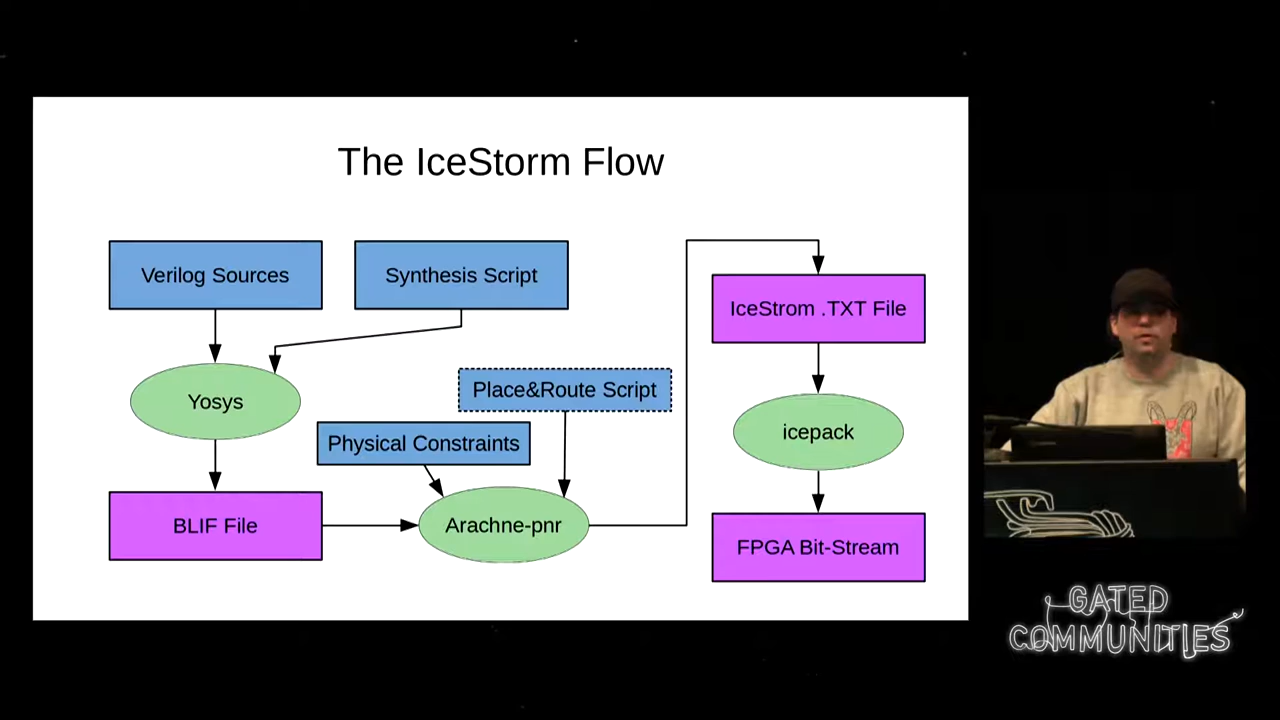 The IceStorm Flow
Verilog Sources
Synthesis Script
Yosys
Place&Route Script
Physical Constraints
BLIF File
Arachne-pnr
IceStrom .TXT File
icepack
FPGA Bit-Stream
GATED
COMMUNITIES